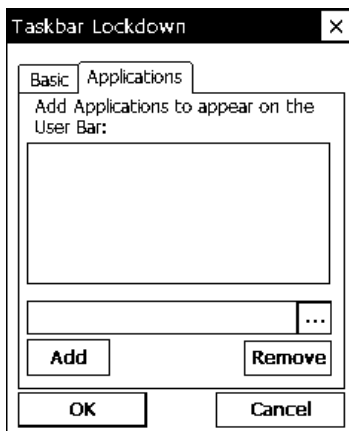 Taskbar Lockdown ×
Basic Applications
Add Applications to appear on the
User Bar:
...
Add Remove
OK Cancel